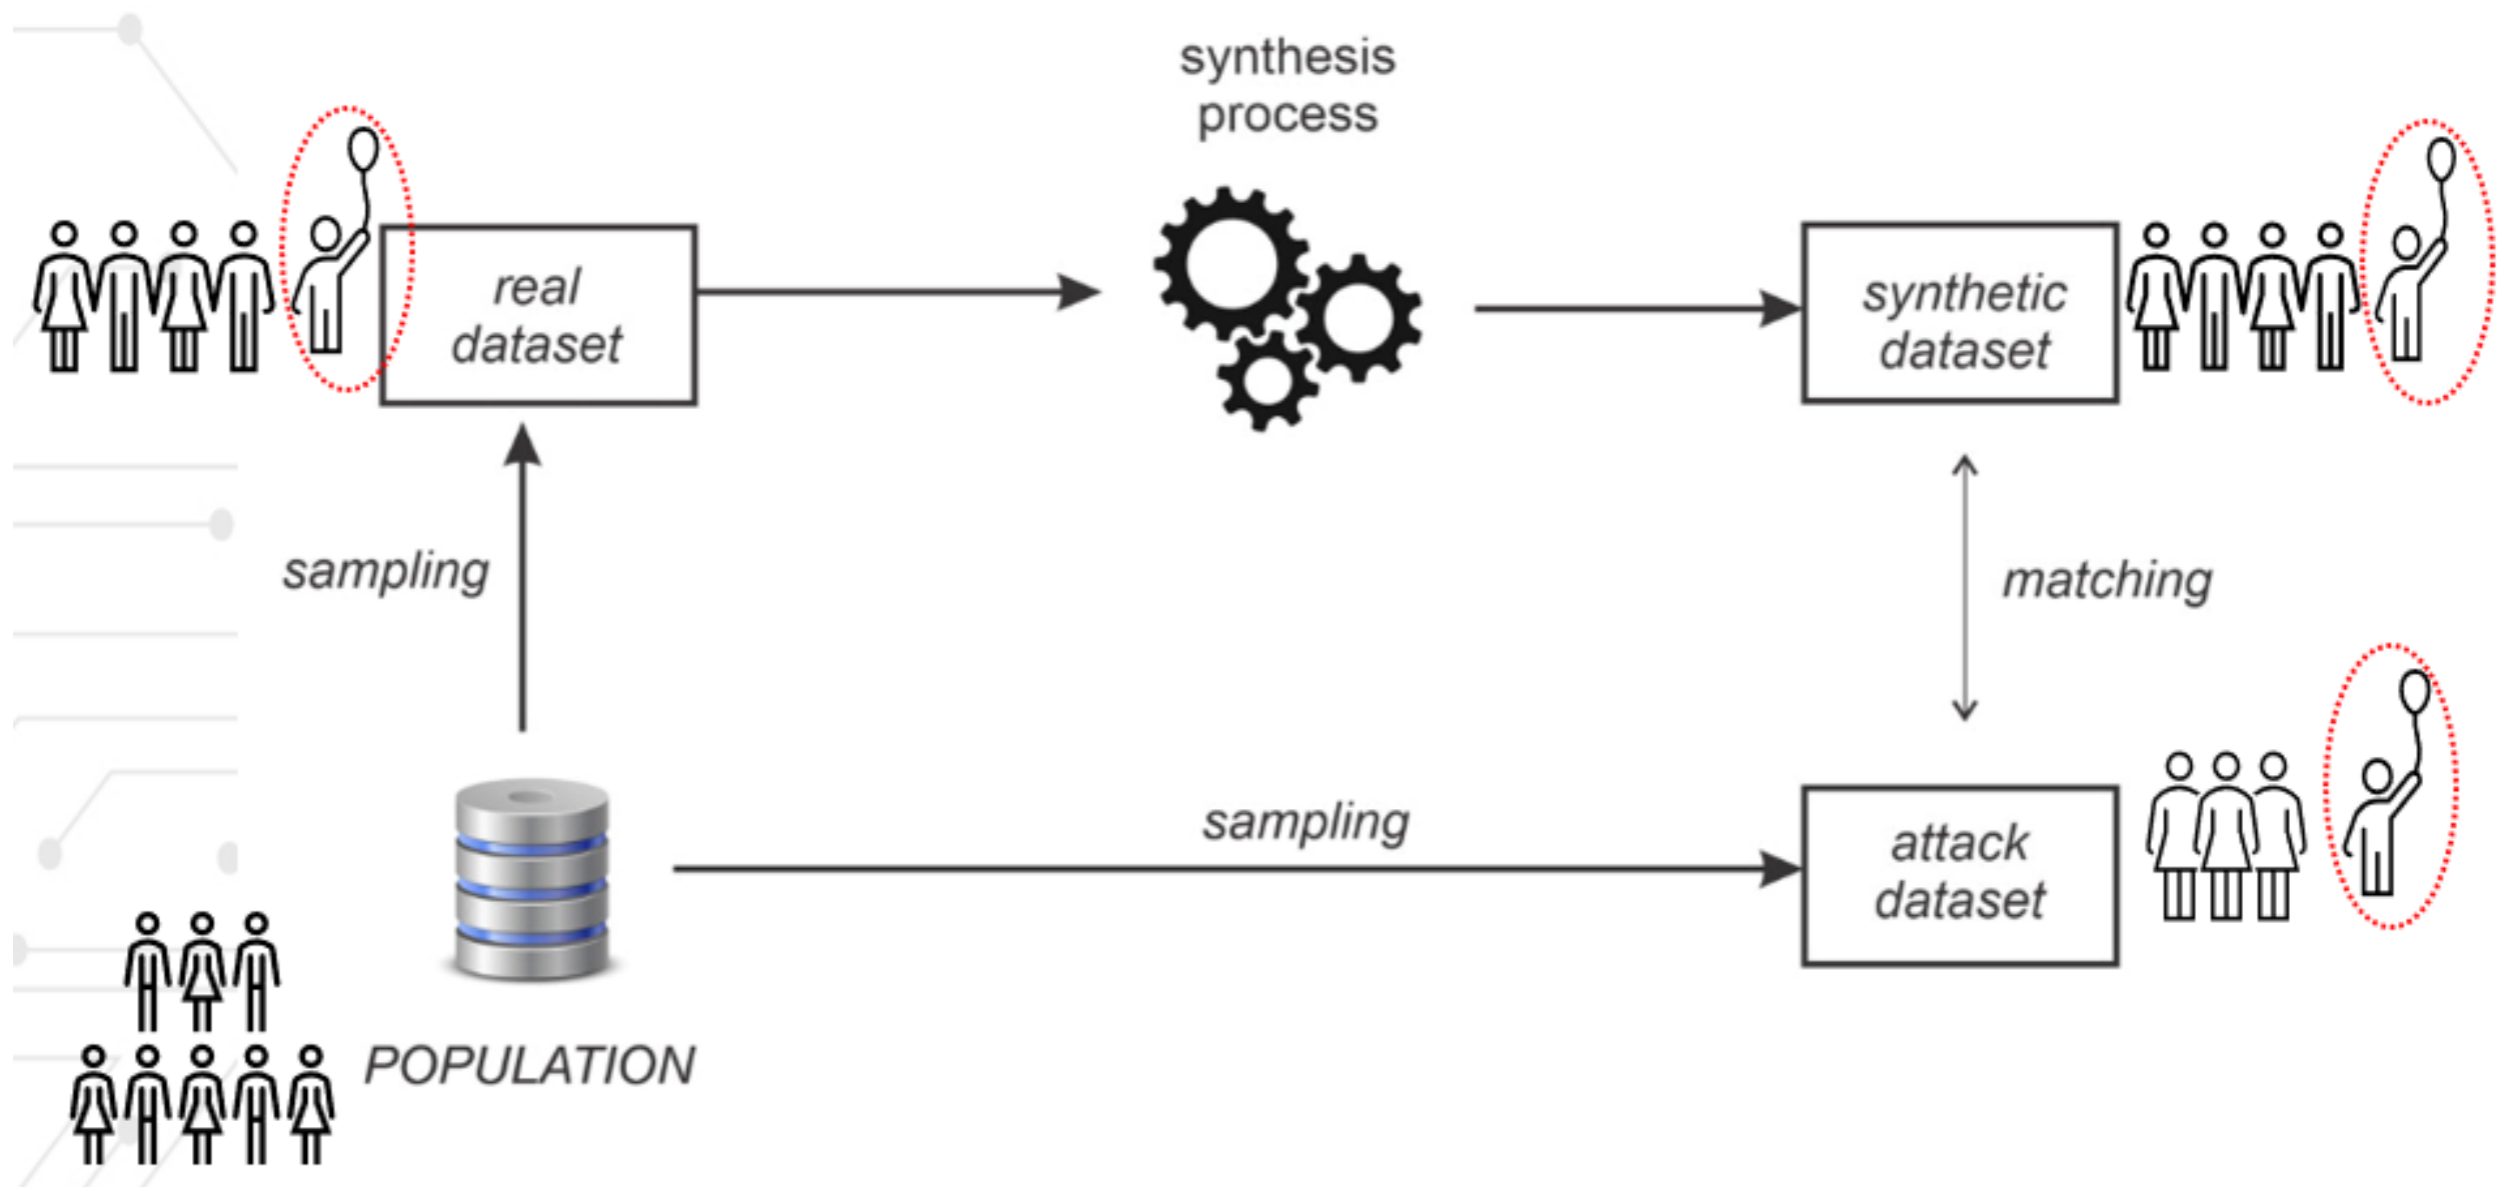 synthesis
process
real
dataset
synthetic
dataset
sampling
matching
sampling
attack
dataset
POPULATION